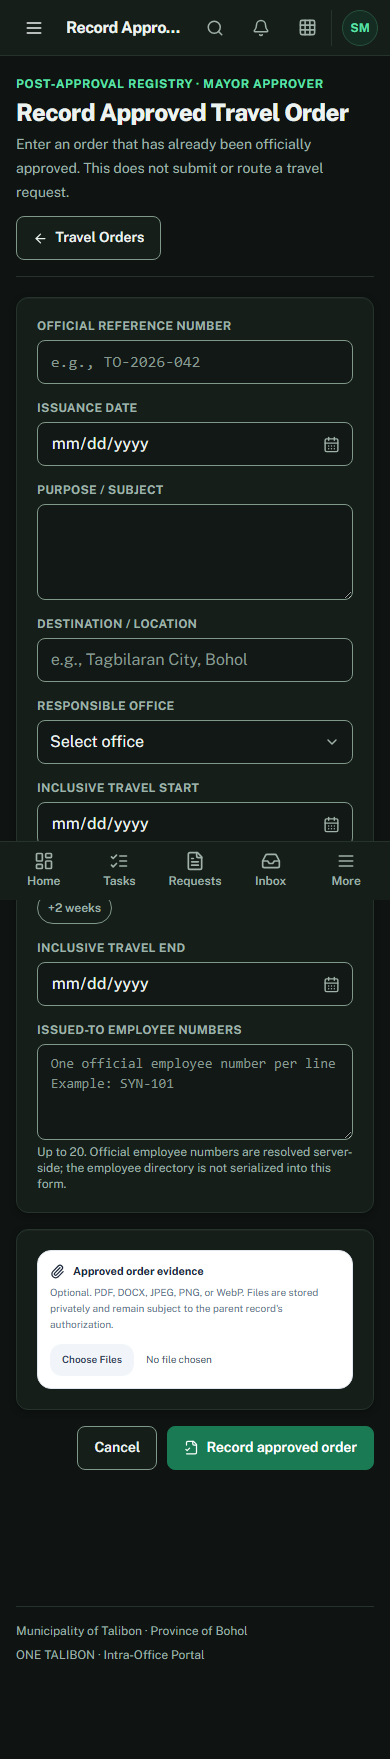 Record Appro...
SM
POST-APPROVAL REGISTRY · MAYOR APPROVER
Record Approved Travel Order
Enter an order that has already been officially
approved. This does not submit or route a travel
request.
Travel Orders
OFFICIAL REFERENCE NUMBER
e.g., TO-2026-042
ISSUANCE DATE
mm/dd/yyyy
PURPOSE / SUBJECT
DESTINATION / LOCATION
e.g., Tagbilaran City, Bohol
RESPONSIBLE OFFICE
Select office
INCLUSIVE TRAVEL START
mm/dd/yyyy
Home
Tasks
Requests
Inbox
More
+2 weeks
INCLUSIVE TRAVEL END
mm/dd/yyyy
ISSUED-TO EMPLOYEE NUMBERS
One official employee number per line
Example: SYN-101
Up to 20. Official employee numbers are resolved server-
side; the employee directory is not serialized into this
form.
Approved order evidence
Optional. PDF, DOCX, JPEG, PNG, or WebP. Files are stored
privately and remain subject to the parent record's
authorization.
Choose Files
No file chosen
Cancel
Record approved order
Municipality of Talibon · Province of Bohol
ONE TALIBON · Intra-Office Portal